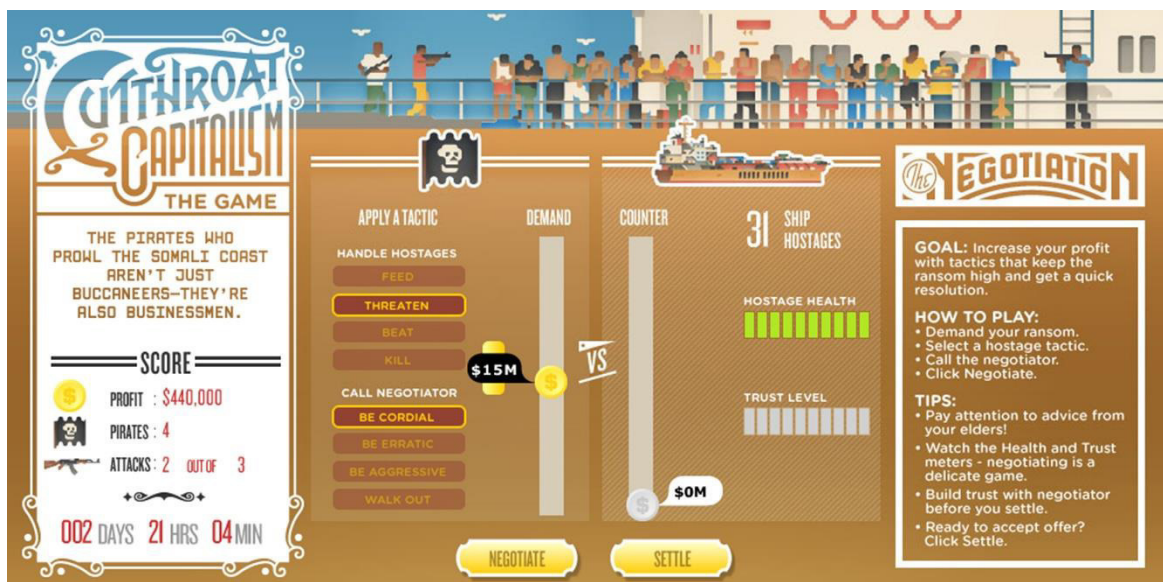 CUTTHROAT
CAPITALISM
THE GAME
THE PIRATES WHO
PROWL THE SOMALI COAST
AREN'T JUST
BUCCANEERS—THEY'RE
ALSO BUSINESSMEN.
SCORE
PROFIT : $440,000
PIRATES : 4
ATTACKS : 2 OUT OF 3
002 DAYS 21 HRS 04 MIN
APPLY A TACTIC
DEMAND
HANDLE HOSTAGES
FEED
THREATEN
BEAT
KILL
$15M
CALL NEGOTIATOR
BE CORDIAL
BE ERRATIC
BE AGGRESSIVE
WALK OUT
VS
COUNTER
31 SHIP
HOSTAGES
HOSTAGE HEALTH
TRUST LEVEL
$0M
NEGOTIATE
SETTLE
The NEGOTIATION
GOAL: Increase your profit
with tactics that keep the
ransom high and get a quick
resolution.
HOW TO PLAY:
• Demand your ransom.
• Select a hostage tactic.
• Call the negotiator.
• Click Negotiate.
TIPS:
• Pay attention to advice from
your elders!
• Watch the Health and Trust
meters - negotiating is a
delicate game.
• Build trust with negotiator
before you settle.
• Ready to accept offer?
Click Settle.